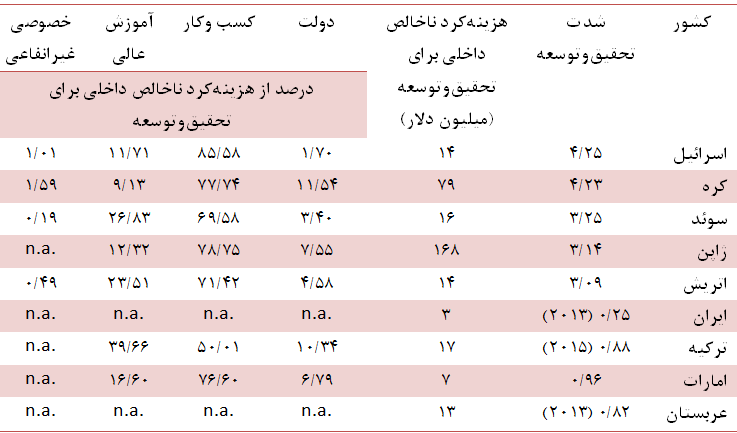 کشور شدت تحقیق‌وتوسعه هزینه‌کرد ناخالص داخلی برای تحقیق‌وتوسعه (میلیون دلار) دولت کسب وکار آموزش عالی خصوصی غیرانفاعی
درصد از هزینه‌کرد ناخالص داخلی برای تحقیق‌وتوسعه
اسرائیل ۴/۲۵ ۱۴ ۱/۷۰ ۸۵/۵۸ ۱۱/۷۱ ۱/۰۱
کره ۴/۲۳ ۷۹ ۱۱/۵۴ ۷۷/۷۴ ۹/۱۳ ۱/۵۹
سوئد ۳/۲۵ ۱۶ ۳/۴۰ ۶۹/۵۸ ۲۶/۸۳ ۰/۱۹
ژاپن ۳/۱۴ ۱۶۸ ۷/۵۵ ۷۸/۷۵ ۱۲/۳۲ n.a.
اتریش ۳/۰۹ ۱۴ ۴/۵۸ ۷۱/۴۲ ۲۳/۵۱ ۰/۴۹
ایران ۰/۲۵ (۲۰۱۳) ۳ n.a. n.a. n.a. n.a.
ترکیه ۰/۸۸ (۲۰۱۵) ۱۷ ۱۰/۳۴ ۵۰/۰۱ ۳۹/۶۶ n.a.
امارات ۰/۹۶ ۷ ۶/۷۹ ۷۶/۶۰ ۱۶/۶۰ n.a.
عربستان ۰/۸۲ (۲۰۱۳) ۱۳ n.a. n.a. n.a. n.a.